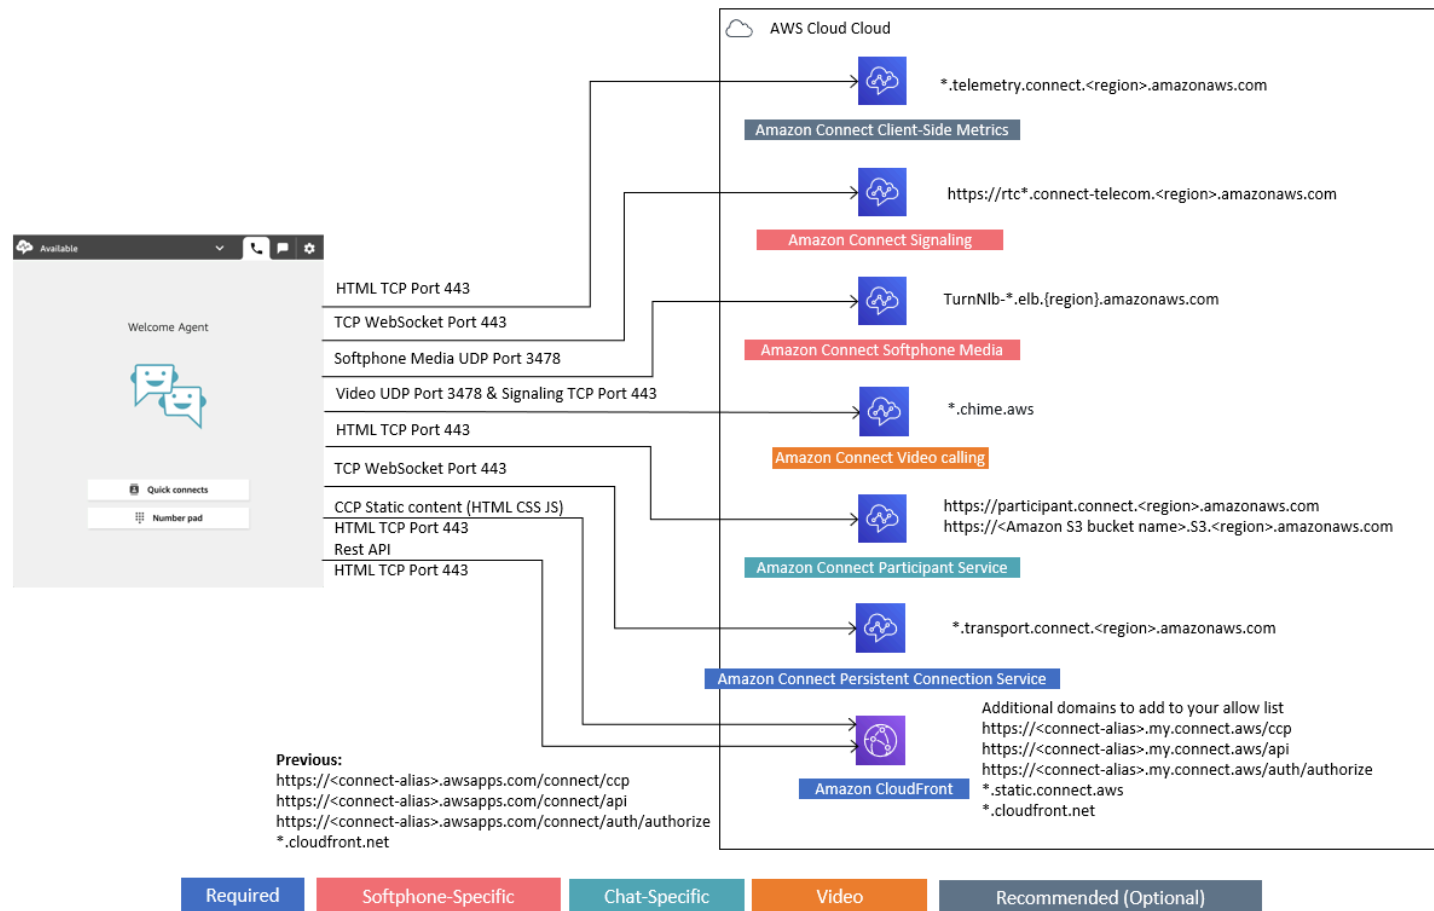 AWS Cloud Cloud
*.telemetry.connect.<region>.amazonaws.com
Amazon Connect Client-Side Metrics
https://rtc*.connect-telecom.<region>.amazonaws.com
Amazon Connect Signaling
TurnNlb-*.elb.{region}.amazonaws.com
Amazon Connect Softphone Media
*.chime.aws
Amazon Connect Video calling
https://participant.connect.<region>.amazonaws.com
https://<Amazon S3 bucket name>.S3.<region>.amazonaws.com
Amazon Connect Participant Service
*.transport.connect.<region>.amazonaws.com
Amazon Connect Persistent Connection Service
Additional domains to add to your allow list
https://<connect-alias>.my.connect.aws/ccp
https://<connect-alias>.my.connect.aws/api
https://<connect-alias>.my.connect.aws/auth/authorize
*.static.connect.aws
*.cloudfront.net
Amazon CloudFront
Available
Welcome Agent
Quick connects
Number pad
HTML TCP Port 443
TCP WebSocket Port 443
Softphone Media UDP Port 3478
Video UDP Port 3478 & Signaling TCP Port 443
HTML TCP Port 443
TCP WebSocket Port 443
CCP Static content (HTML CSS JS)
HTML TCP Port 443
Rest API
HTML TCP Port 443
Previous:
https://<connect-alias>.awsapps.com/connect/ccp
https://<connect-alias>.awsapps.com/connect/api
https://<connect-alias>.awsapps.com/connect/auth/authorize
*.cloudfront.net
Required
Softphone-Specific
Chat-Specific
Video
Recommended (Optional)